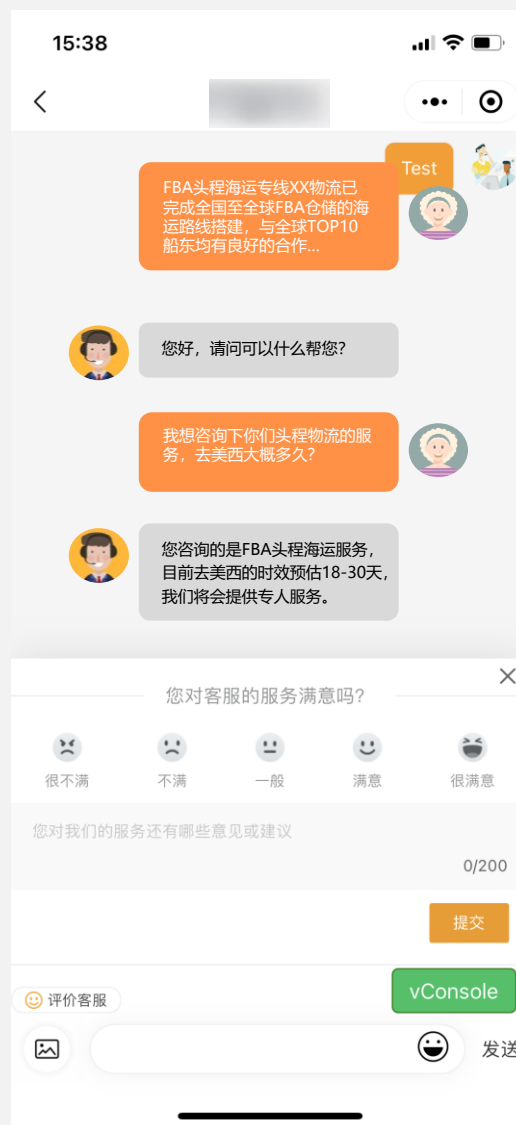 15:38
Test
FBA头程海运专线XX物流已
完成全国至全球FBA仓储的海
运路线搭建，与全球TOP10
船东均有良好的合作...
您好，请问可以什么帮您?
我想咨询下你们头程物流的服
务，去美西大概多久?
您咨询的是FBA头程海运服务，
目前去美西的时效预估18-30天，
我们将会提供专人服务。
您对客服的服务满意吗?
很不满 不满 一般 满意 很满意
您对我们的服务还有哪些意见或建议
0/200
提交
vConsole
评价客服
发送